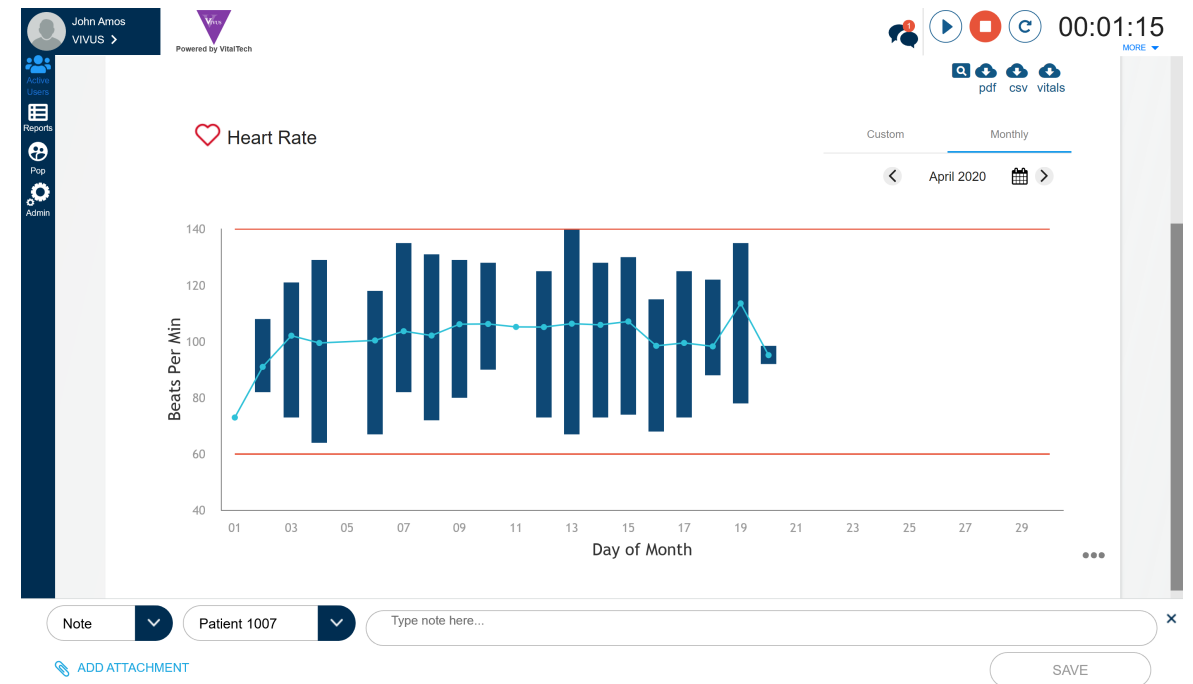 John Amos
VIVUS
VIVUS
Powered by VitalTech
1
00:01:15
MORE
Active
Users
Reports
Pop
Admin
pdf csv vitals
Heart Rate
Custom Monthly
April 2020
140
120
100
80
60
40
Beats Per Min
01 03 05 07 09 11 13 15 17 19 21 23 25 27 29
Day of Month
Note
Patient 1007
Type note here...
ADD ATTACHMENT
SAVE